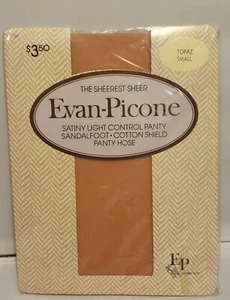 $3.50
TOPAZ
SMALL
THE SHEEREST SHEER
Evan-Picone
SATINY LIGHT CONTROL PANTY
SANDALFOOT • COTTON SHIELD
PANTY HOSE
EP